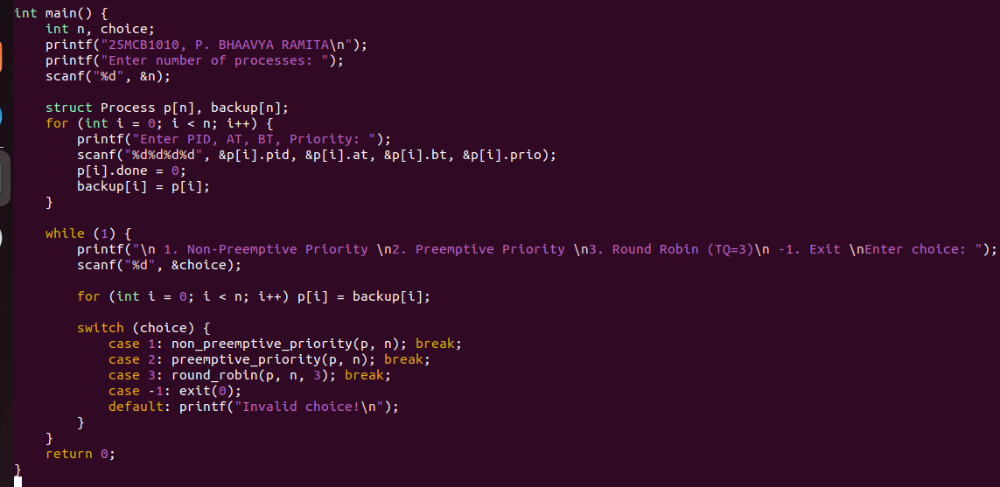 int main() {
    int n, choice;
    printf("25MCB1010, P. BHAAVYA RAMITA\n");
    printf("Enter number of processes: ");
    scanf("%d", &n);

    struct Process p[n], backup[n];
    for (int i = 0; i < n; i++) {
        printf("Enter PID, AT, BT, Priority: ");
        scanf("%d%d%d%d", &p[i].pid, &p[i].at, &p[i].bt, &p[i].prio);
        p[i].done = 0;
        backup[i] = p[i];
    }

    while (1) {
        printf("\n 1. Non-Preemptive Priority \n2. Preemptive Priority \n3. Round Robin (TQ=3)\n -1. Exit \nEnter choice: ");
        scanf("%d", &choice);

        for (int i = 0; i < n; i++) p[i] = backup[i];

        switch (choice) {
            case 1: non_preemptive_priority(p, n); break;
            case 2: preemptive_priority(p, n); break;
            case 3: round_robin(p, n, 3); break;
            case -1: exit(0);
            default: printf("Invalid choice!\n");
        }
    }
    return 0;
}